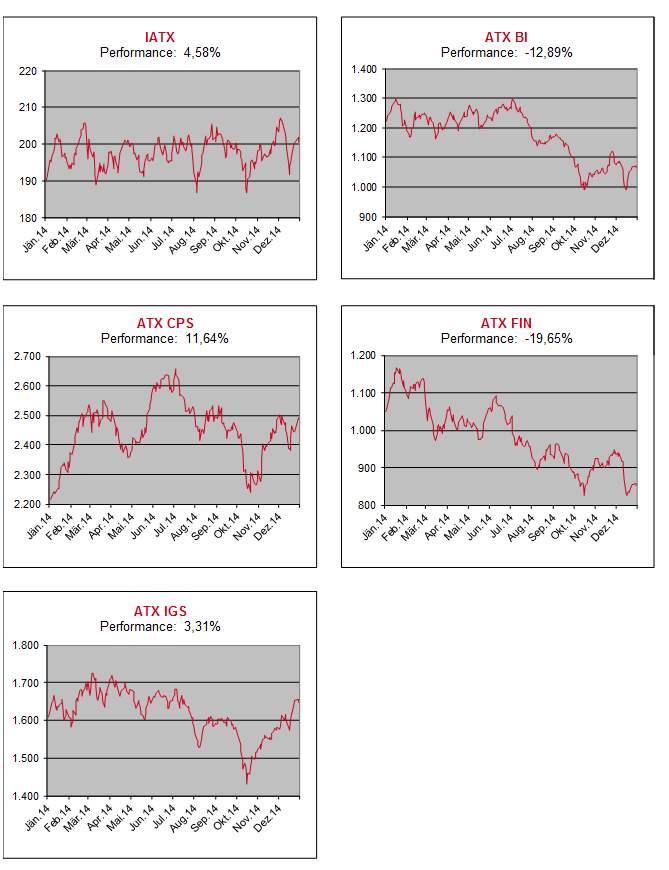 IATX
Performance: 4,58%
220
210
200
190
180
Jän.14 Feb.14 Mär.14 Apr.14 Mai.14 Jun.14 Jul.14 Aug.14 Sep.14 Okt.14 Nov.14 Dez.14
ATX BI
Performance: -12,89%
1.400
1.300
1.200
1.100
1.000
900
Jän.14 Feb.14 Mär.14 Apr.14 Mai.14 Jun.14 Jul.14 Aug.14 Sep.14 Okt.14 Nov.14 Dez.14
ATX CPS
Performance: 11,64%
2.700
2.600
2.500
2.400
2.300
2.200
Jän.14 Feb.14 Mär.14 Apr.14 Mai.14 Jun.14 Jul.14 Aug.14 Sep.14 Okt.14 Nov.14 Dez.14
ATX FIN
Performance: -19,65%
1.200
1.100
1.000
900
800
Jän.14 Feb.14 Mär.14 Apr.14 Mai.14 Jun.14 Jul.14 Aug.14 Sep.14 Okt.14 Nov.14 Dez.14
ATX IGS
Performance: 3,31%
1.800
1.700
1.600
1.500
1.400
Jän.14 Feb.14 Mär.14 Apr.14 Mai.14 Jun.14 Jul.14 Aug.14 Sep.14 Okt.14 Nov.14 Dez.14